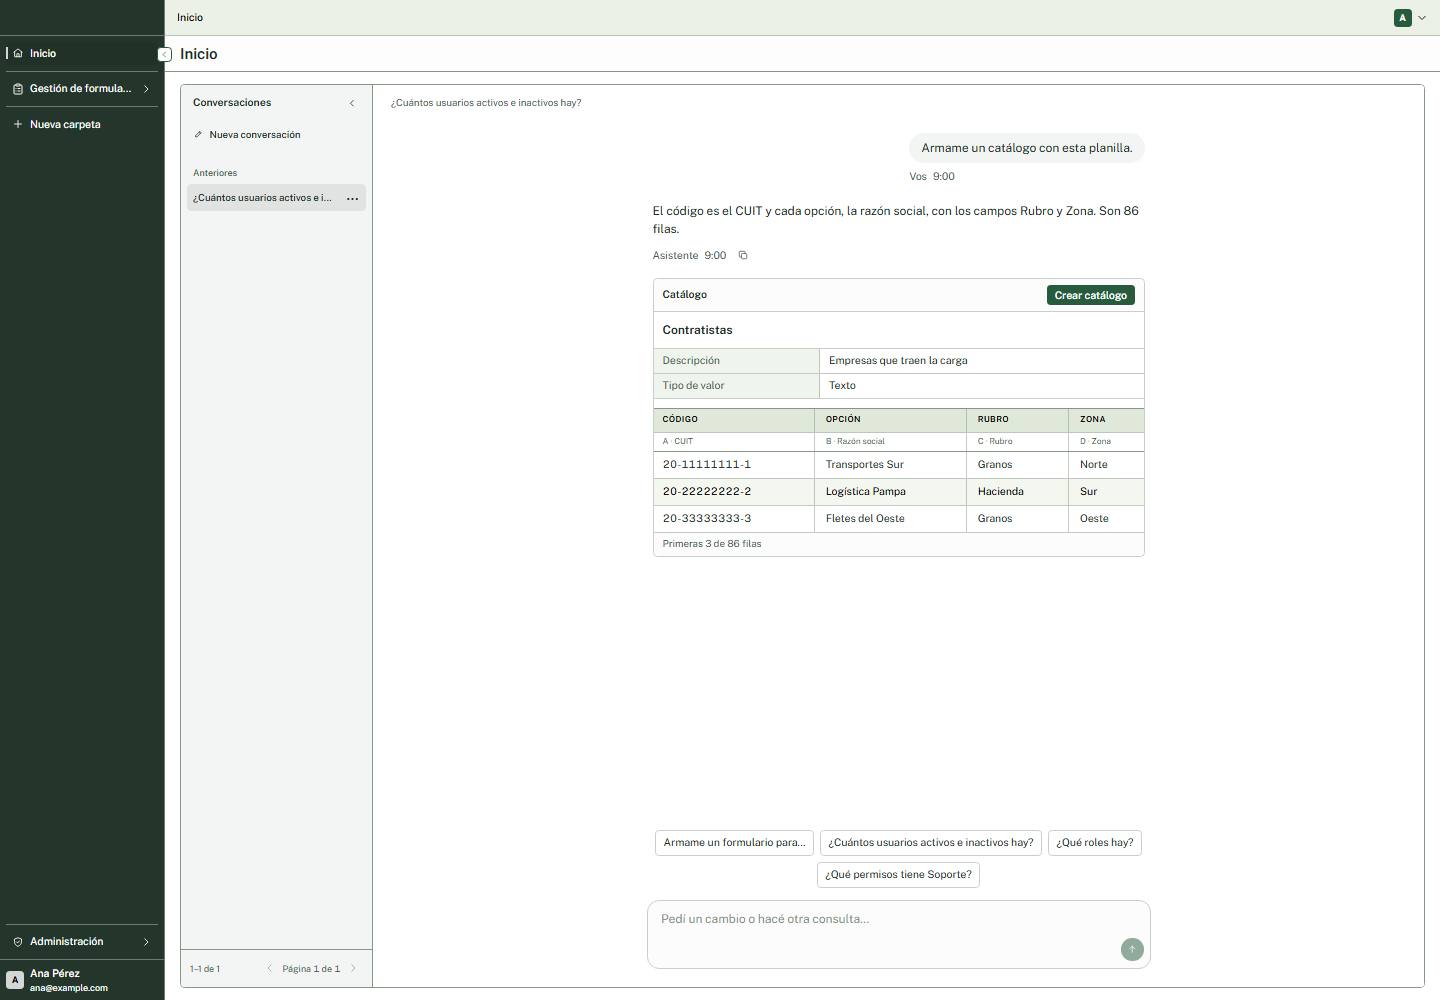 Inicio
A
Inicio
Gestión de formula...
Nueva carpeta
Administración
A
Ana Pérez
ana@example.com
Inicio
Conversaciones
Nueva conversación
Anteriores
¿Cuántos usuarios activos e i...
1–1 de 1
Página 1 de 1
¿Cuántos usuarios activos e inactivos hay?
Armame un catálogo con esta planilla.
Vos 9:00
El código es el CUIT y cada opción, la razón social, con los campos Rubro y Zona. Son 86
filas.
Asistente 9:00
Catálogo
Crear catálogo
Contratistas
Descripción Empresas que traen la carga
Tipo de valor Texto
CÓDIGO OPCIÓN RUBRO ZONA
A · CUIT B · Razón social C · Rubro D · Zona
20-11111111-1 Transportes Sur Granos Norte
20-22222222-2 Logística Pampa Hacienda Sur
20-33333333-3 Fletes del Oeste Granos Oeste
Primeras 3 de 86 filas
Armame un formulario para...
¿Cuántos usuarios activos e inactivos hay?
¿Qué roles hay?
¿Qué permisos tiene Soporte?
Pedí un cambio o hacé otra consulta...